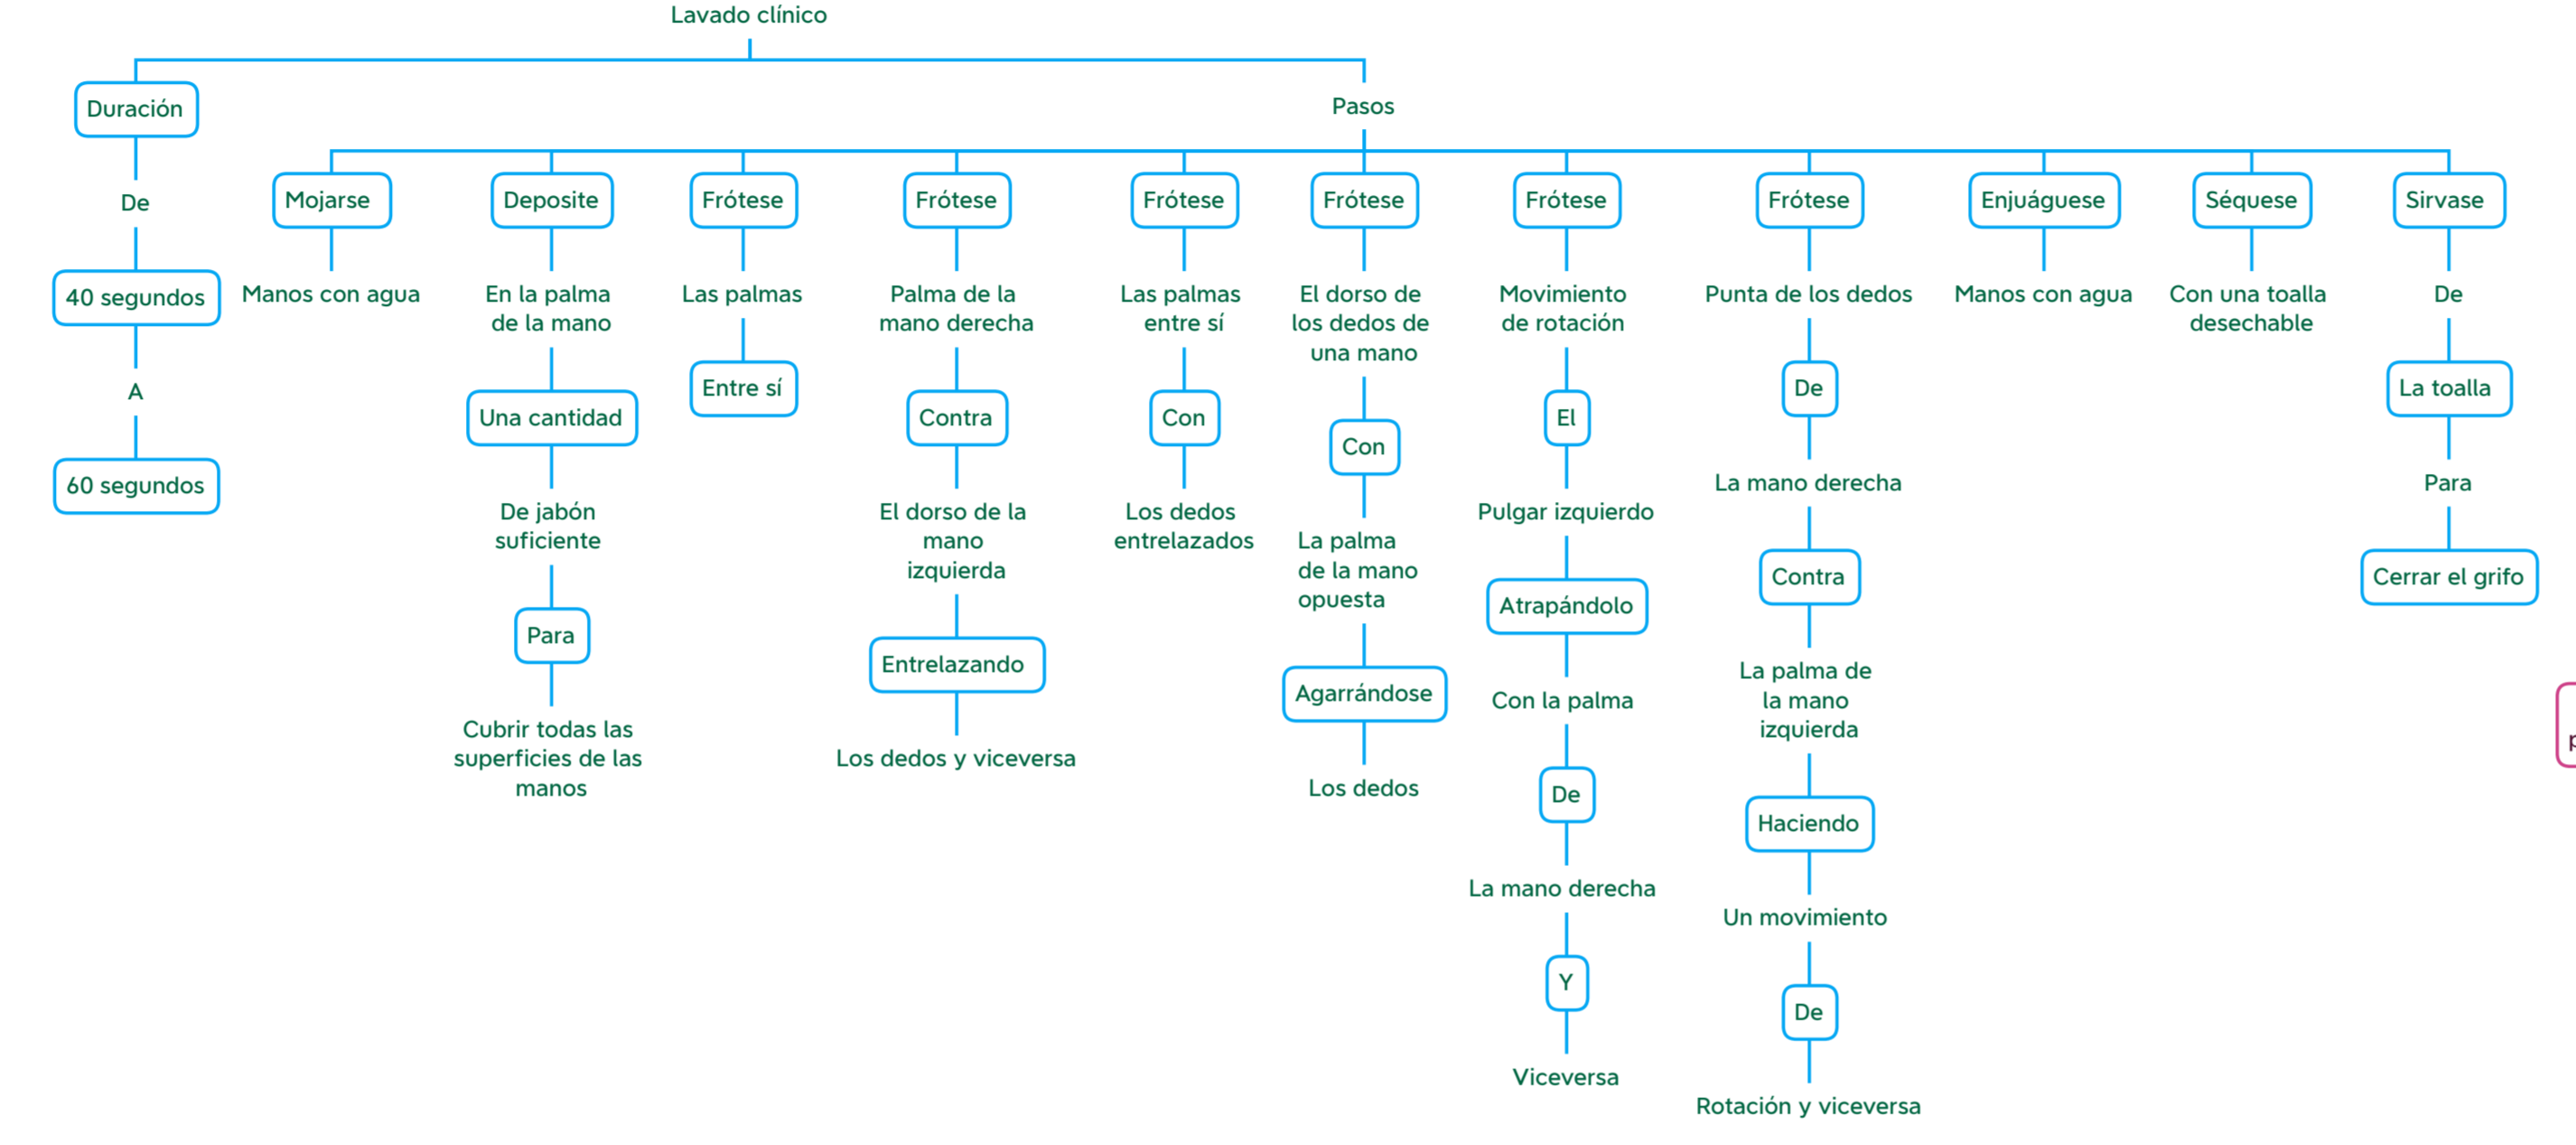 Lavado clínico
Duración
De
40 segundos
A
60 segundos
Pasos
Mojarse
Manos con agua
Deposite
En la palma
de la mano
Una cantidad
De jabón
suficiente
Para
Cubrir todas las
superficies de las
manos
Frótese
Las palmas
Entre sí
Frótese
Palma de la
mano derecha
Contra
El dorso de la
mano
izquierda
Entrelazando
Los dedos y viceversa
Frótese
Las palmas
entre sí
Con
Los dedos
entrelazados
Frótese
El dorso de
los dedos de
una mano
Con
La palma
de la mano
opuesta
Agarrándose
Los dedos
Frótese
Movimiento
de rotación
El
Pulgar izquierdo
Atrapándolo
Con la palma
De
La mano derecha
Y
Viceversa
Frótese
Punta de los dedos
De
La mano derecha
Contra
La palma de
la mano
izquierda
Haciendo
Un movimiento
De
Rotación y viceversa
Enjuáguese
Manos con agua
Séquese
Con una toalla
desechable
Sirvase
De
La toalla
Para
Cerrar el grifo